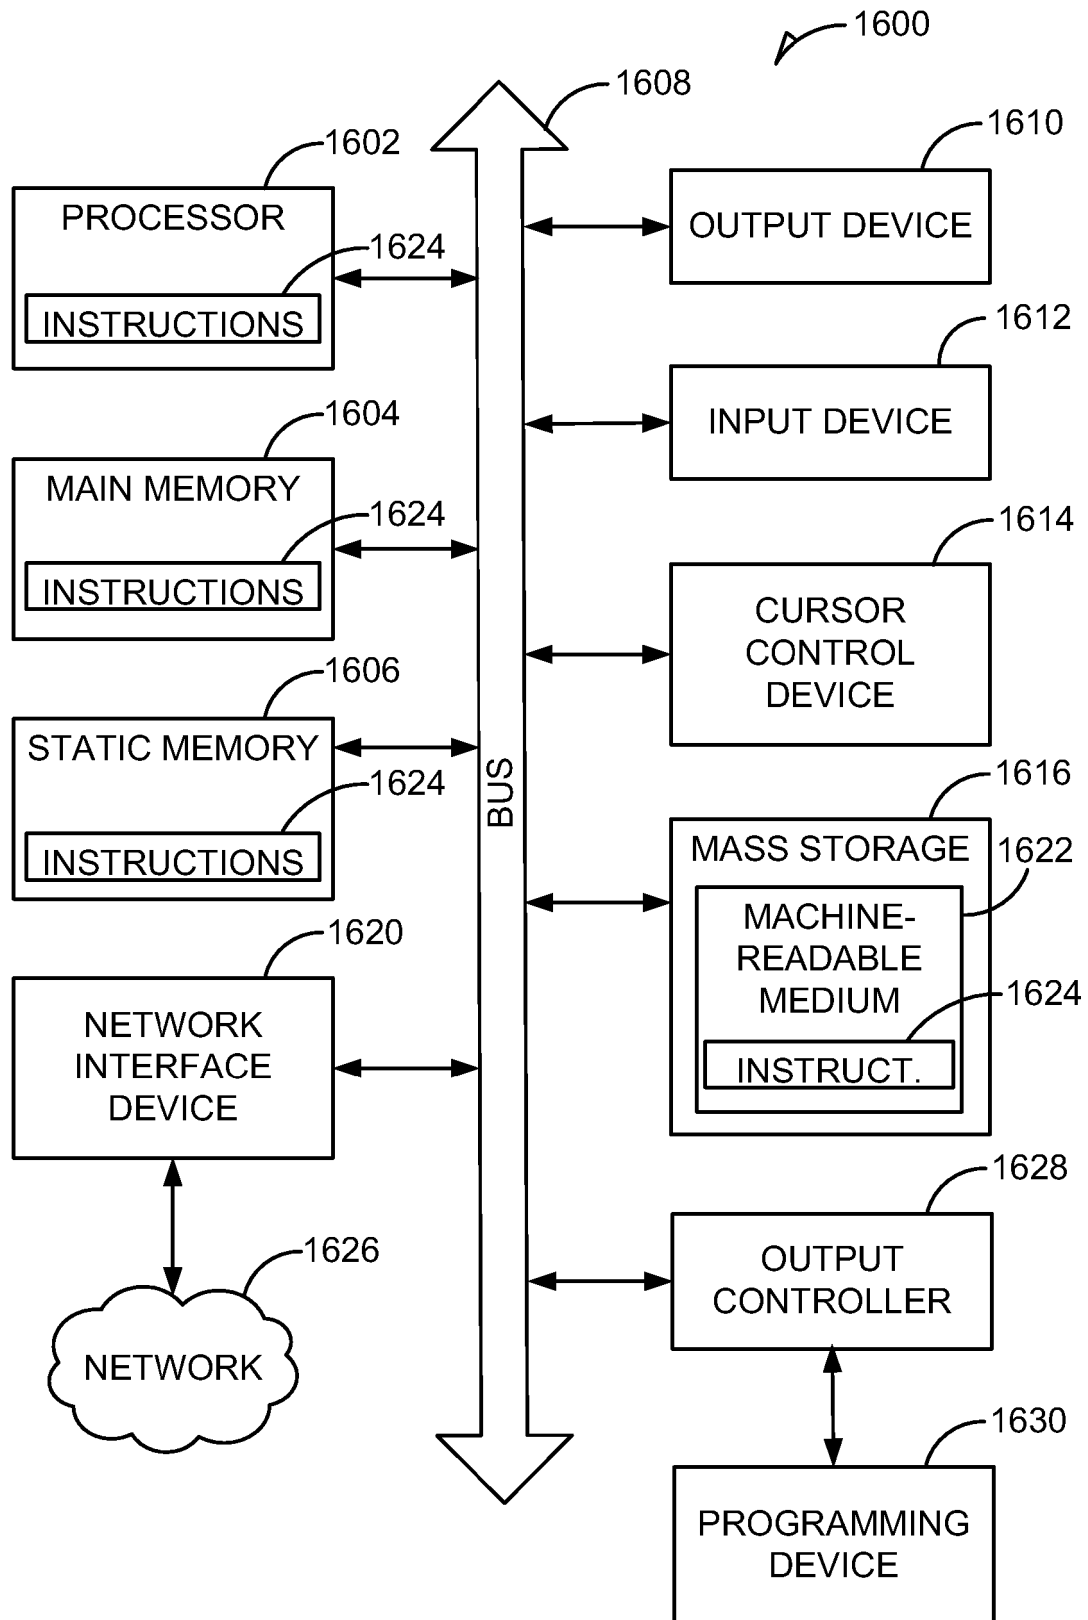 1600
1608
1602
PROCESSOR
1624
INSTRUCTIONS
1604
MAIN MEMORY
1624
INSTRUCTIONS
1606
STATIC MEMORY
1624
INSTRUCTIONS
1620
NETWORK
INTERFACE
DEVICE
1626
NETWORK
BUS
1610
OUTPUT DEVICE
1612
INPUT DEVICE
1614
CURSOR
CONTROL
DEVICE
1616
MASS STORAGE
1622
MACHINE-
READABLE
MEDIUM
1624
INSTRUCT.
1628
OUTPUT
CONTROLLER
1630
PROGRAMMING
DEVICE